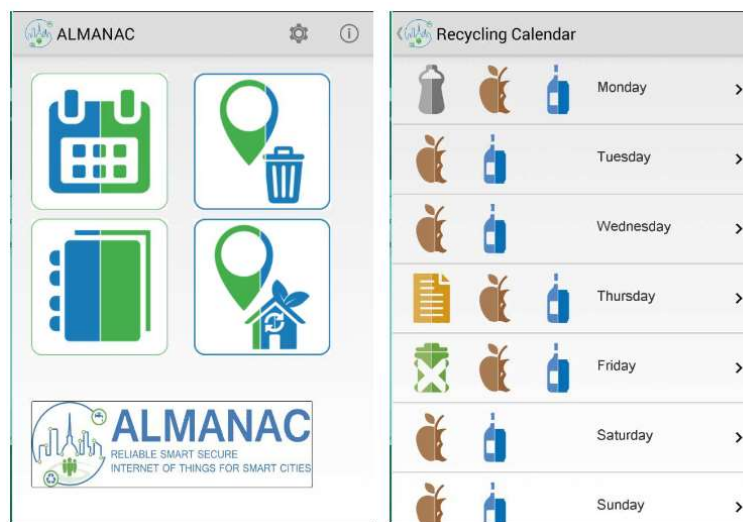 ALMANAC
ALMANAC
RELIABLE SMART SECURE
INTERNET OF THINGS FOR SMART CITIES
Recycling Calendar
Monday
Tuesday
Wednesday
Thursday
Friday
Saturday
Sunday